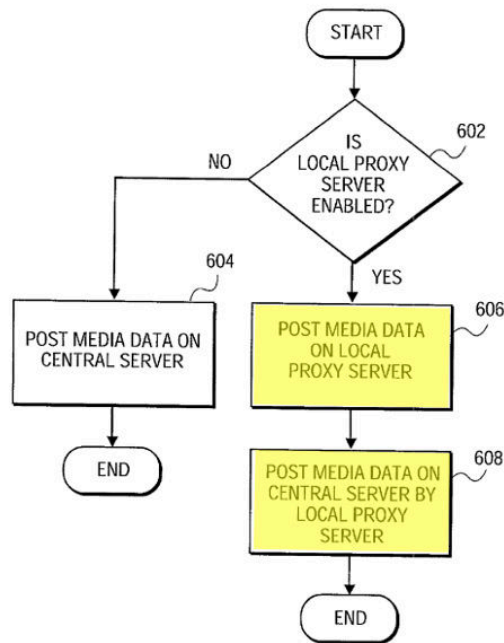 START
IS
LOCAL PROXY
SERVER
ENABLED?
602
NO
YES
604
POST MEDIA DATA ON
CENTRAL SERVER
END
606
POST MEDIA DATA
ON LOCAL
PROXY SERVER
608
POST MEDIA DATA ON
CENTRAL SERVER BY
LOCAL PROXY
SERVER
END